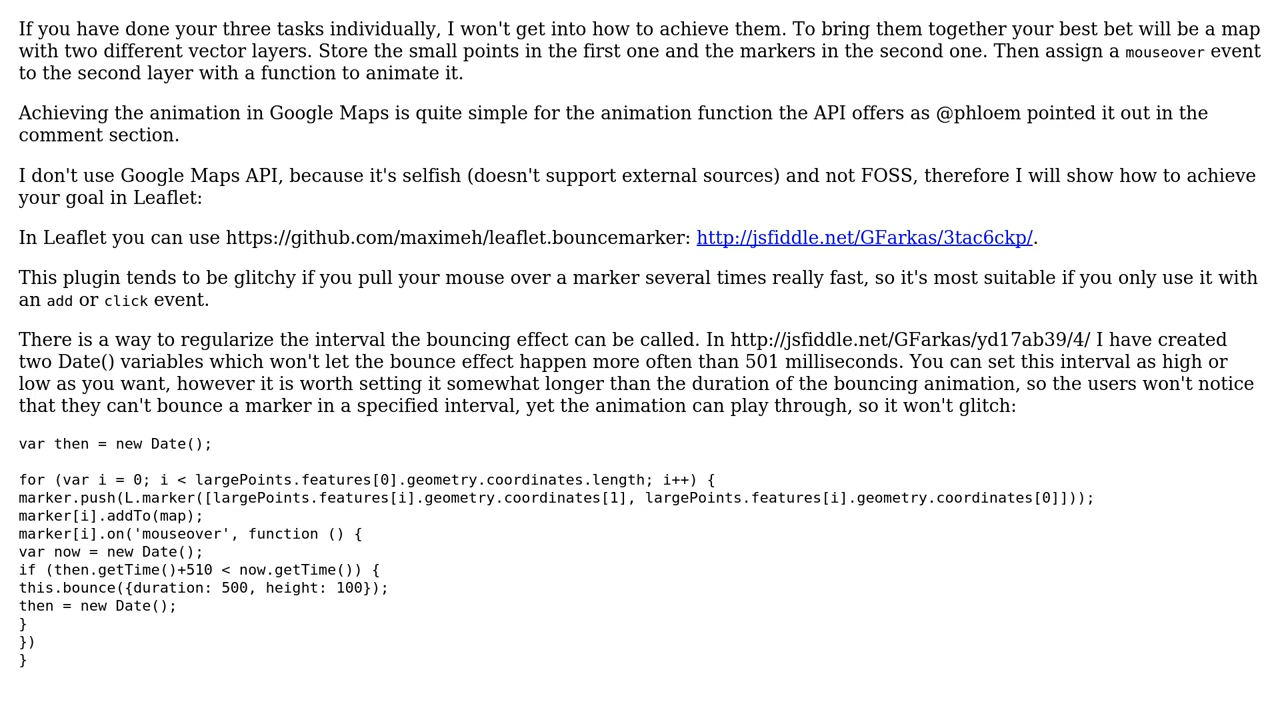 If you have done your three tasks individually, I won't get into how to achieve them. To bring them together your best bet will be a map
with two different vector layers. Store the small points in the first one and the markers in the second one. Then assign a mouseover event
to the second layer with a function to animate it.
Achieving the animation in Google Maps is quite simple for the animation function the API offers as @phloem pointed it out in the
comment section.
I don't use Google Maps API, because it's selfish (doesn't support external sources) and not FOSS, therefore I will show how to achieve
your goal in Leaflet:
In Leaflet you can use https://github.com/maximeh/leaflet.bouncemarker: http://jsfiddle.net/GFarkas/3tac6ckp/.
This plugin tends to be glitchy if you pull your mouse over a marker several times really fast, so it's most suitable if you only use it with
an add or click event.
There is a way to regularize the interval the bouncing effect can be called. In http://jsfiddle.net/GFarkas/yd17ab39/4/ I have created
two Date() variables which won't let the bounce effect happen more often than 501 milliseconds. You can set this interval as high or
low as you want, however it is worth setting it somewhat longer than the duration of the bouncing animation, so the users won't notice
that they can't bounce a marker in a specified interval, yet the animation can play through, so it won't glitch:
var then = new Date();
for (var i = 0; i < largePoints.features[0].geometry.coordinates.length; i++) {
marker.push(L.marker([largePoints.features[i].geometry.coordinates[1], largePoints.features[i].geometry.coordinates[0]]));
marker[i].addTo(map);
marker[i].on('mouseover', function () {
var now = new Date();
if (then.getTime()+510 < now.getTime()) {
this.bounce({duration: 500, height: 100});
then = new Date();
}
})
}